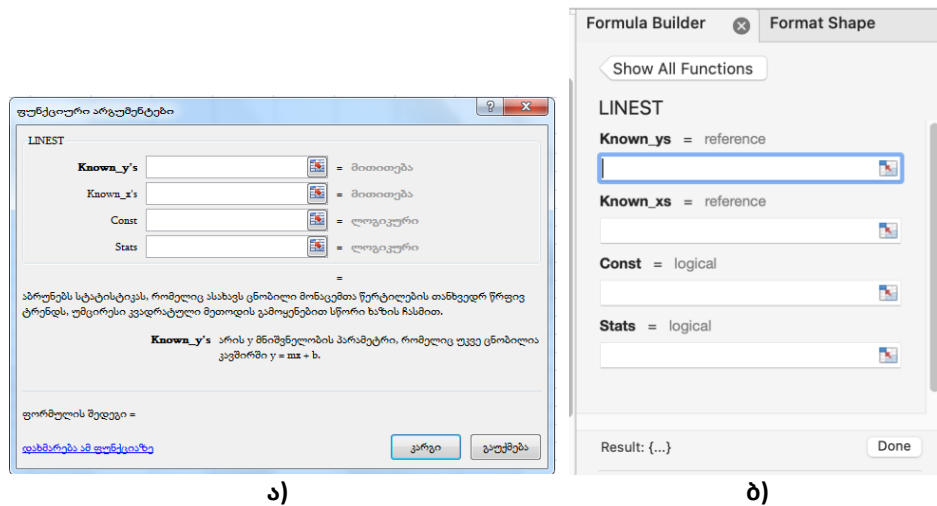 ფუნქციური არგუმენტები
LINEST
Known_y's = მითითება
Known_x's = მითითება
Const = ლოგიკური
Stats = ლოგიკური
=
აბრუნებს სტატისტიკას, რომელიც ასახავს ცნობილი მონაცემთა წერტილების თანხვედრ წრფივ
ტრენდს, უმცირესი კვადრატული მეთოდის გამოყენებით სწორი ხაზის ჩასმით.
Known_y's არის y მნიშვნელობის პარამეტრი, რომელიც უკვე ცნობილია
კავშირში y = mx + b.
ფორმულის შედეგი =
დახმარება ამ ფუნქციაზე
კარგი
გაუქმება
ა)
Formula Builder
Format Shape
Show All Functions
LINEST
Known_ys = reference
Known_xs = reference
Const = logical
Stats = logical
Result: {...}
Done
ბ)